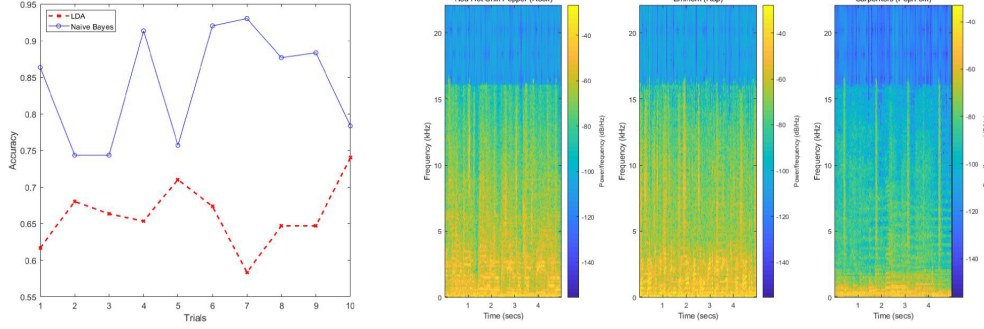 LDA
Naive Bayes
0.95
0.9
0.85
0.8
0.75
0.7
0.65
0.6
0.55
Accuracy
1 2 3 4 5 6 7 8 9 10
Trials
20
15
10
5
0
Frequency (kHz)
1 2 3 4
Time (secs)
-40
-60
-80
-100
-120
-140
Power/frequency (dB/Hz)
20
15
10
5
0
Frequency (kHz)
1 2 3 4
Time (secs)
-40
-60
-80
-100
-120
-140
Power/frequency (dB/Hz)
20
15
10
5
0
Frequency (kHz)
1 2 3 4
Time (secs)
-40
-60
-80
-100
-120
-140